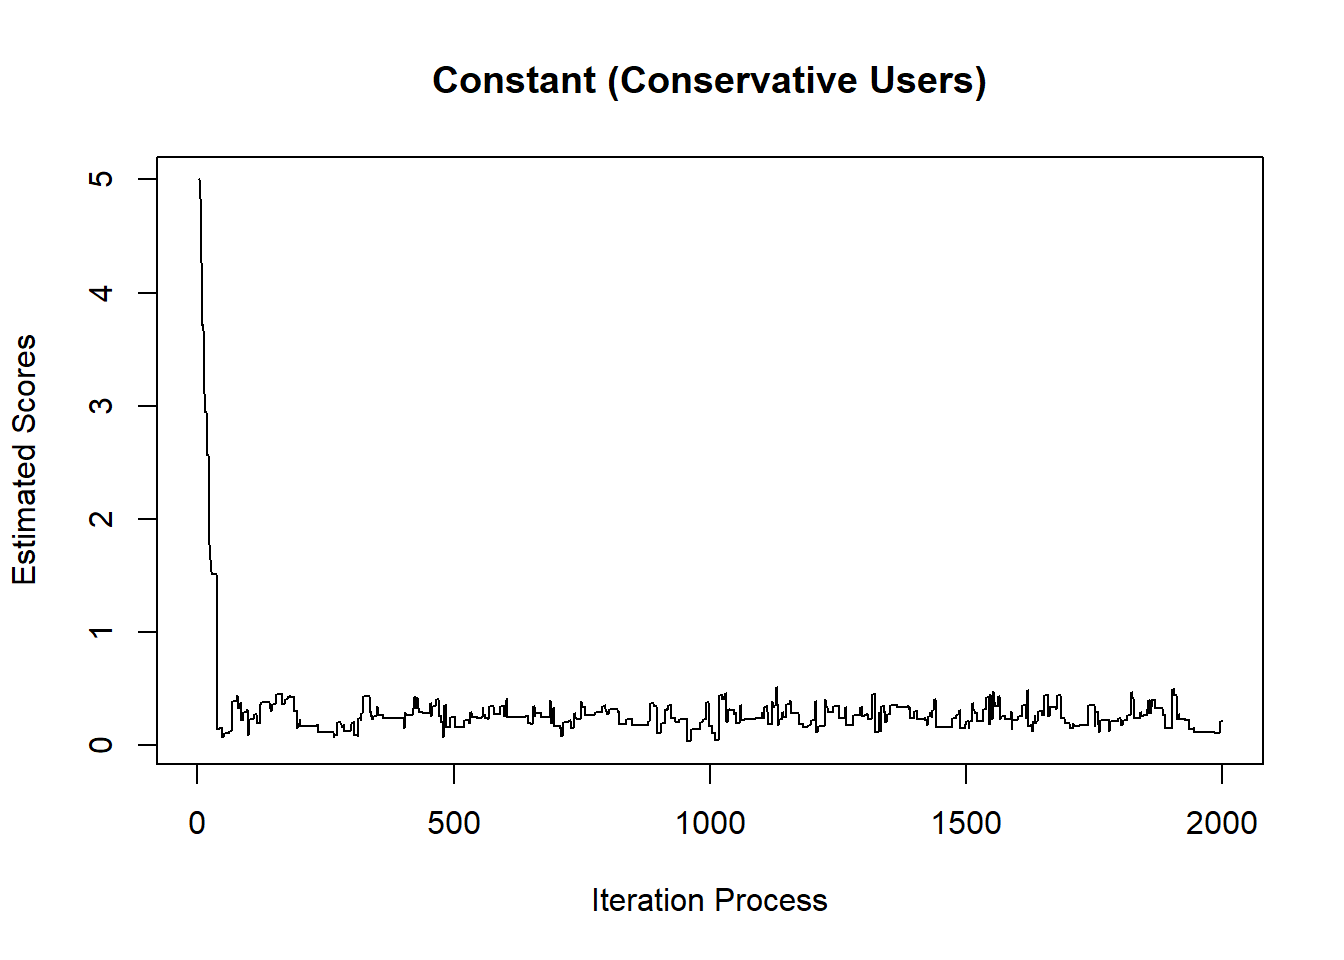 Constant (Conservative Users)
Estimated Scores
5
4
3
2
1
0
0 500 1000 1500 2000
Iteration Process